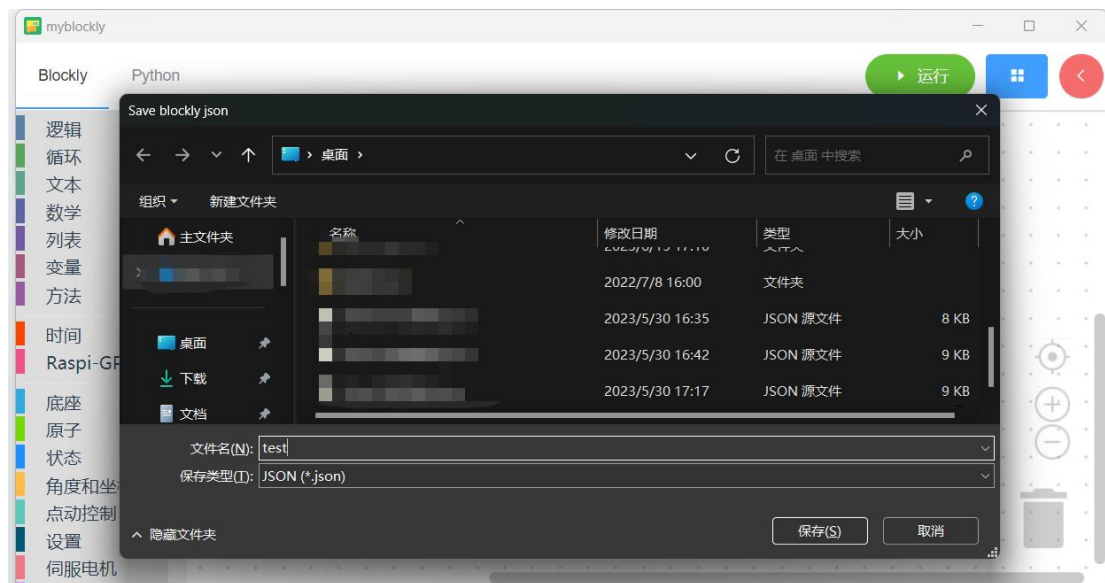 myblockly
Blockly Python
运行
Save blockly json
桌面
在 桌面 中搜索
组织 新建文件夹
名称 修改日期 类型 大小
主文件夹
2022/7/8 16:00 文件夹
2023/5/30 16:35 JSON 源文件 8 KB
桌面
2023/5/30 16:42 JSON 源文件 9 KB
下载
2023/5/30 17:17 JSON 源文件 9 KB
文档
文件名(N): test
保存类型(T): JSON (*.json)
隐藏文件夹
保存(S) 取消
逻辑
循环
文本
数学
列表
变量
方法
时间
Raspi-GP
底座
原子
状态
角度和坐
点动控制
设置
伺服电机